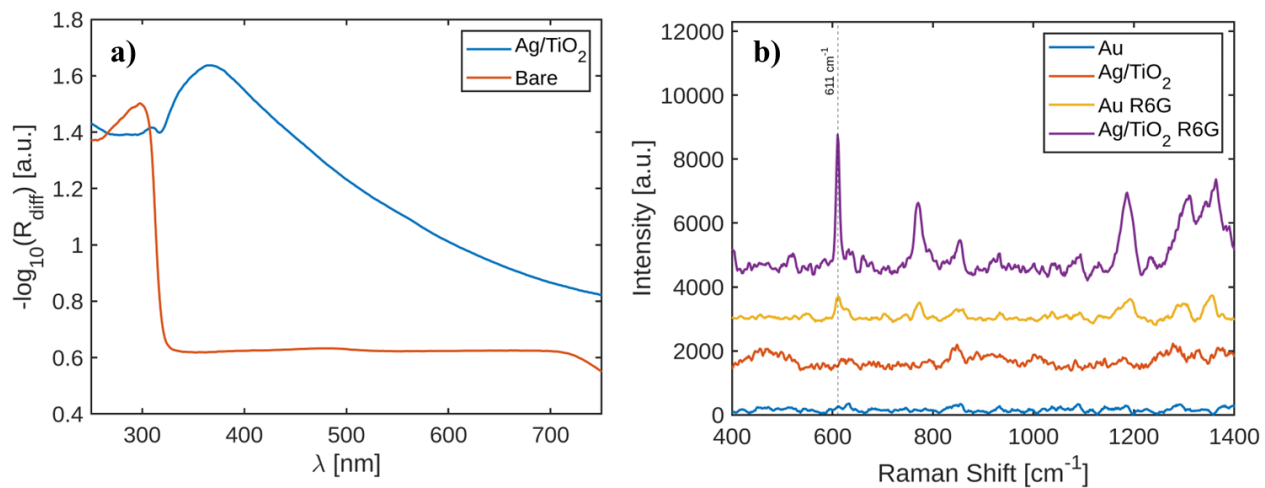 a)
1.8
1.6
1.4
1.2
1
0.8
0.6
0.4
-log10(Rdiff) [a.u.]
Ag/TiO2
Bare
300 400 500 600 700
λ [nm]
b)
12000
10000
8000
6000
4000
2000
0
Intensity [a.u.]
611 cm-1
Au
Ag/TiO2
Au R6G
Ag/TiO2 R6G
400 600 800 1000 1200 1400
Raman Shift [cm-1]